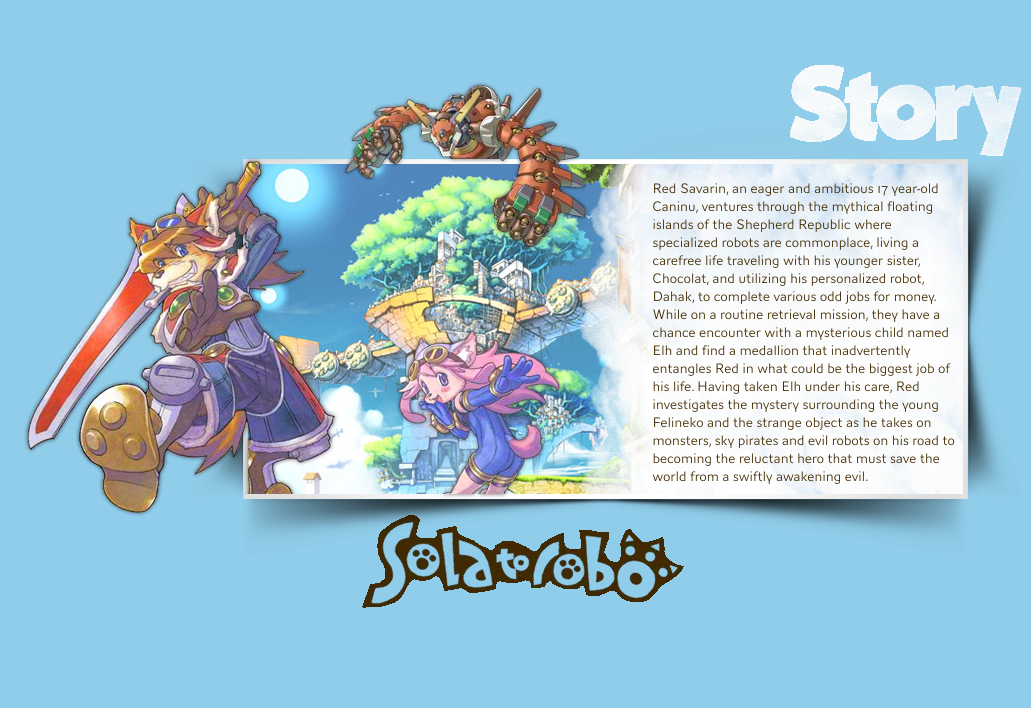 Story
Red Savarin, an eager and ambitious 17 year-old
Caninu, ventures through the mythical floating
islands of the Shepherd Republic where
specialized robots are commonplace, living a
carefree life traveling with his younger sister,
Chocolat, and utilizing his personalized robot,
Dahak, to complete various odd jobs for money.
While on a routine retrieval mission, they have a
chance encounter with a mysterious child named
Elh and find a medallion that inadvertently
entangles Red in what could be the biggest job of
his life. Having taken Elh under his care, Red
investigates the mystery surrounding the young
Felineko and the strange object as he takes on
monsters, sky pirates and evil robots on his road to
becoming the reluctant hero that must save the
world from a swiftly awakening evil.
Solatorobo